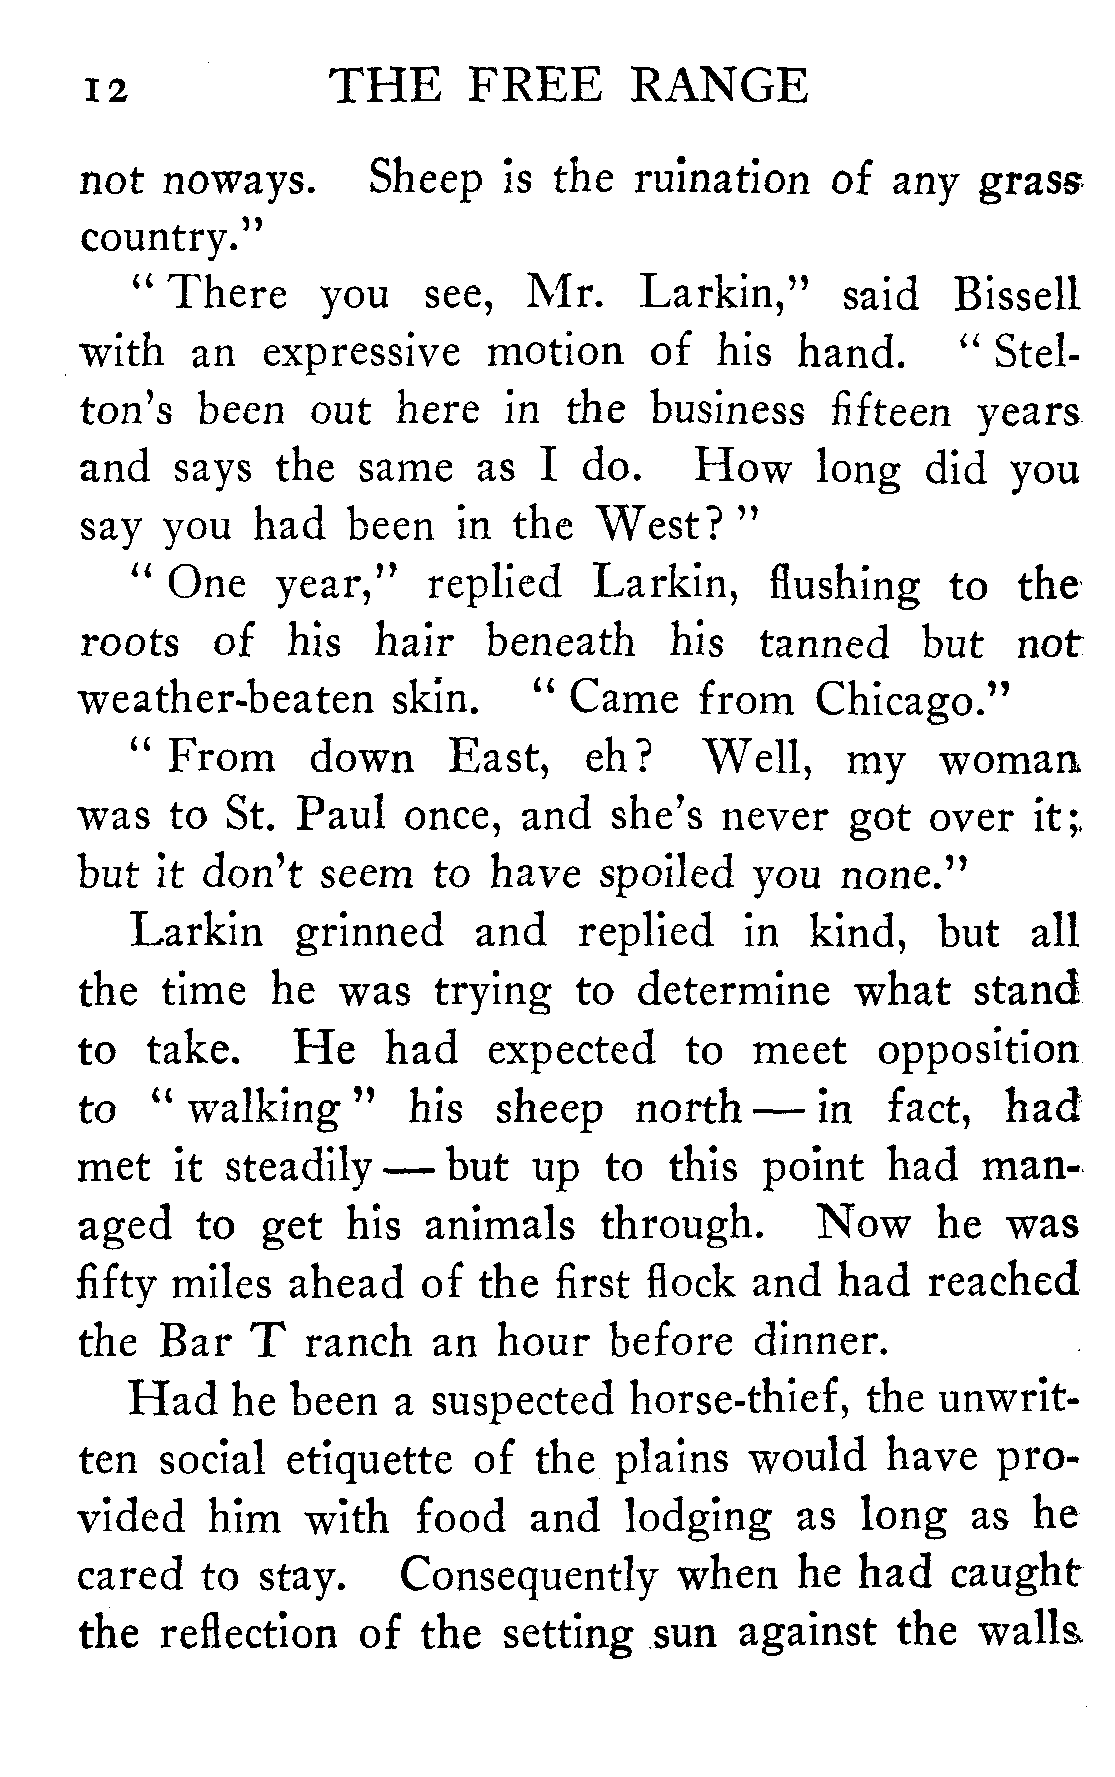 12 THE FREE RANGE
not noways. Sheep is the ruination of any grass
country."
" There you see, Mr. Larkin," said Bissell
with an expressive motion of his hand. " Stel-
ton's been out here in the business fifteen years
and says the same as I do. How long did you
say you had been in the West? "
" One year," replied Larkin, flushing to the
roots of his hair beneath his tanned but not
weather-beaten skin. " Came from Chicago."
" From down East, eh? Well, my woman
was to St. Paul once, and she's never got over it;
but it don't seem to have spoiled you none."
Larkin grinned and replied in kind, but all
the time he was trying to determine what stand
to take. He had expected to meet opposition
to " walking " his sheep north — in fact, had
met it steadily — but up to this point had man-
aged to get his animals through. Now he was
fifty miles ahead of the first flock and had reached
the Bar T ranch an hour before dinner.
Had he been a suspected horse-thief, the unwrit-
ten social etiquette of the plains would have pro-
vided him with food and lodging as long as he
cared to stay. Consequently when he had caught
the reflection of the setting sun against the walls